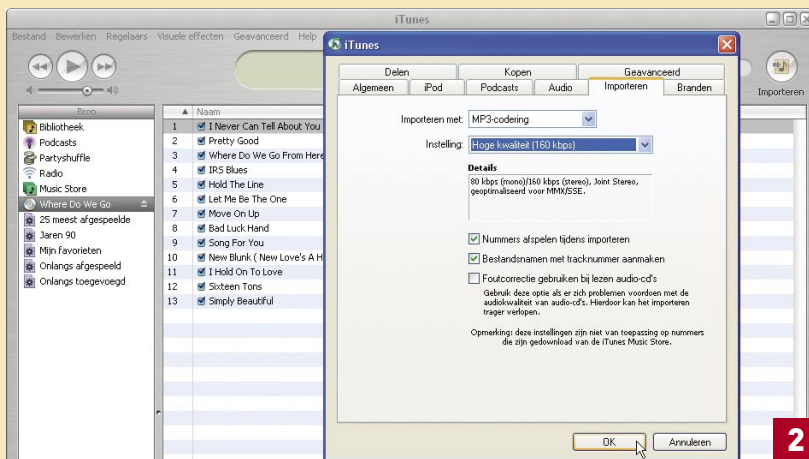 iTunes
Bestand Bewerken Regelaars Visuele effecten Geavanceerd Help
Importeren
Bron
Bibliotheek
Podcasts
Partyshuffle
Radio
Music Store
Where Do We Go
25 meest afgespeelde
Jaren 90
Mijn favorieten
Onlangs afgespeeld
Onlangs toegevoegd
Naam
1 I Never Can Tell About You
2 Pretty Good
3 Where Do We Go From Here
4 IRS Blues
5 Hold The Line
6 Let Me Be The One
7 Move On Up
8 Bad Luck Hand
9 Song For You
10 New Blunk ( New Love's A H
11 I Hold On To Love
12 Sixteen Tons
13 Simply Beautiful
iTunes
Delen Kopen Geavanceerd
Algemeen iPod Podcasts Audio Importeren Branden
Importeren met: MP3-codering
Instelling: Hoge kwaliteit (160 kbps)
Details
80 kbps (mono)/160 kbps (stereo), Joint Stereo,
geoptimaliseerd voor MMX/SSE.
Nummers afspelen tijdens importeren
Bestandsnamen met tracknummer aanmaken
Foutcorrectie gebruiken bij lezen audio-cd's
Gebruik deze optie als er zich problemen voordoen met de
audiokwaliteit van audio-cd's. Hierdoor kan het importeren
trager verlopen.
Opmerking: deze instellingen zijn niet van toepassing op nummers
die zijn gedownload van de iTunes Music Store.
OK Annuleren
2